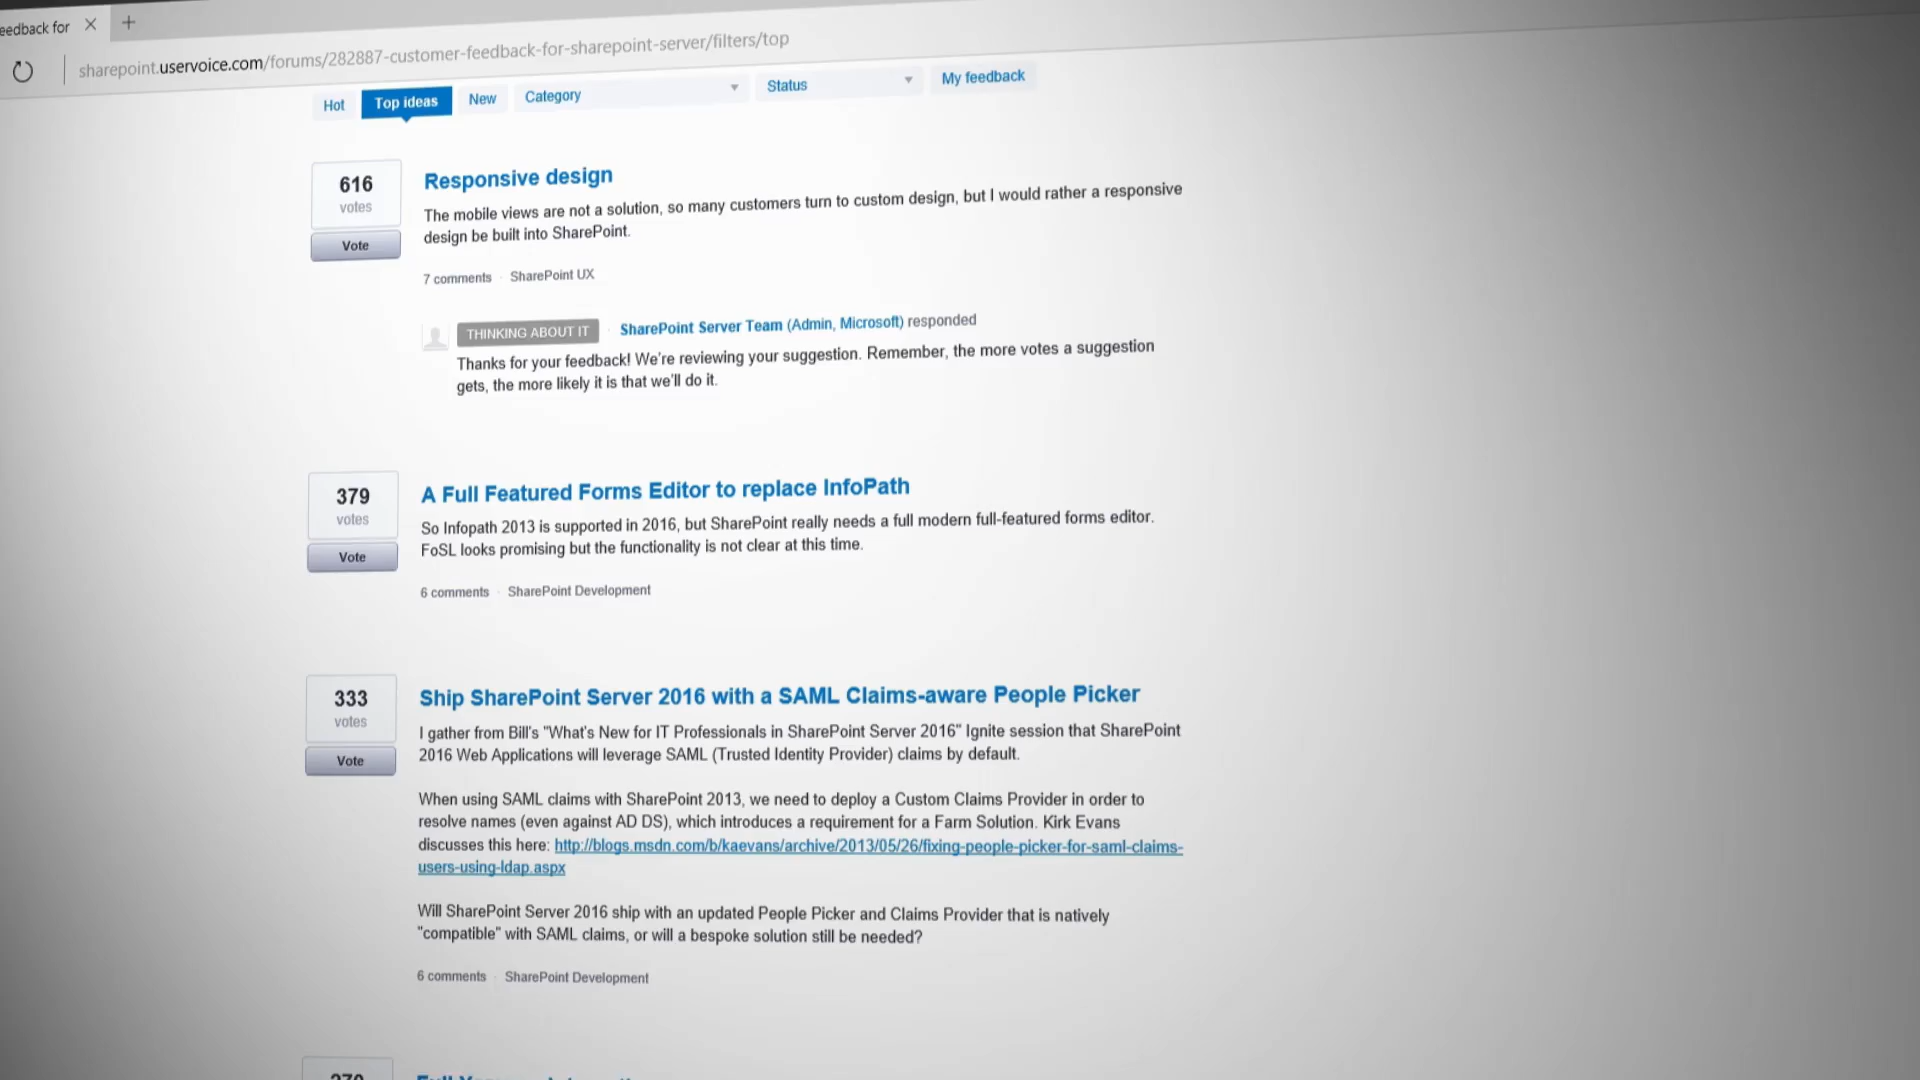 eedback for
sharepoint.uservoice.com/forums/282887-customer-feedback-for-sharepoint-server/filters/top
Hot Top ideas New Category Status My feedback
616
votes
Vote
Responsive design
The mobile views are not a solution, so many customers turn to custom design, but I would rather a responsive
design be built into SharePoint.
7 comments · SharePoint UX
THINKING ABOUT IT · SharePoint Server Team (Admin, Microsoft) responded
Thanks for your feedback! We're reviewing your suggestion. Remember, the more votes a suggestion
gets, the more likely it is that we'll do it.
379
votes
Vote
A Full Featured Forms Editor to replace InfoPath
So Infopath 2013 is supported in 2016, but SharePoint really needs a full modern full-featured forms editor.
FoSL looks promising but the functionality is not clear at this time.
6 comments · SharePoint Development
333
votes
Vote
Ship SharePoint Server 2016 with a SAML Claims-aware People Picker
I gather from Bill's "What's New for IT Professionals in SharePoint Server 2016" Ignite session that SharePoint
2016 Web Applications will leverage SAML (Trusted Identity Provider) claims by default.
When using SAML claims with SharePoint 2013, we need to deploy a Custom Claims Provider in order to
resolve names (even against AD DS), which introduces a requirement for a Farm Solution. Kirk Evans
discusses this here: http://blogs.msdn.com/b/kaevans/archive/2013/05/26/fixing-people-picker-for-saml-claims-
users-using-ldap.aspx
Will SharePoint Server 2016 ship with an updated People Picker and Claims Provider that is natively
"compatible" with SAML claims, or will a bespoke solution still be needed?
6 comments · SharePoint Development